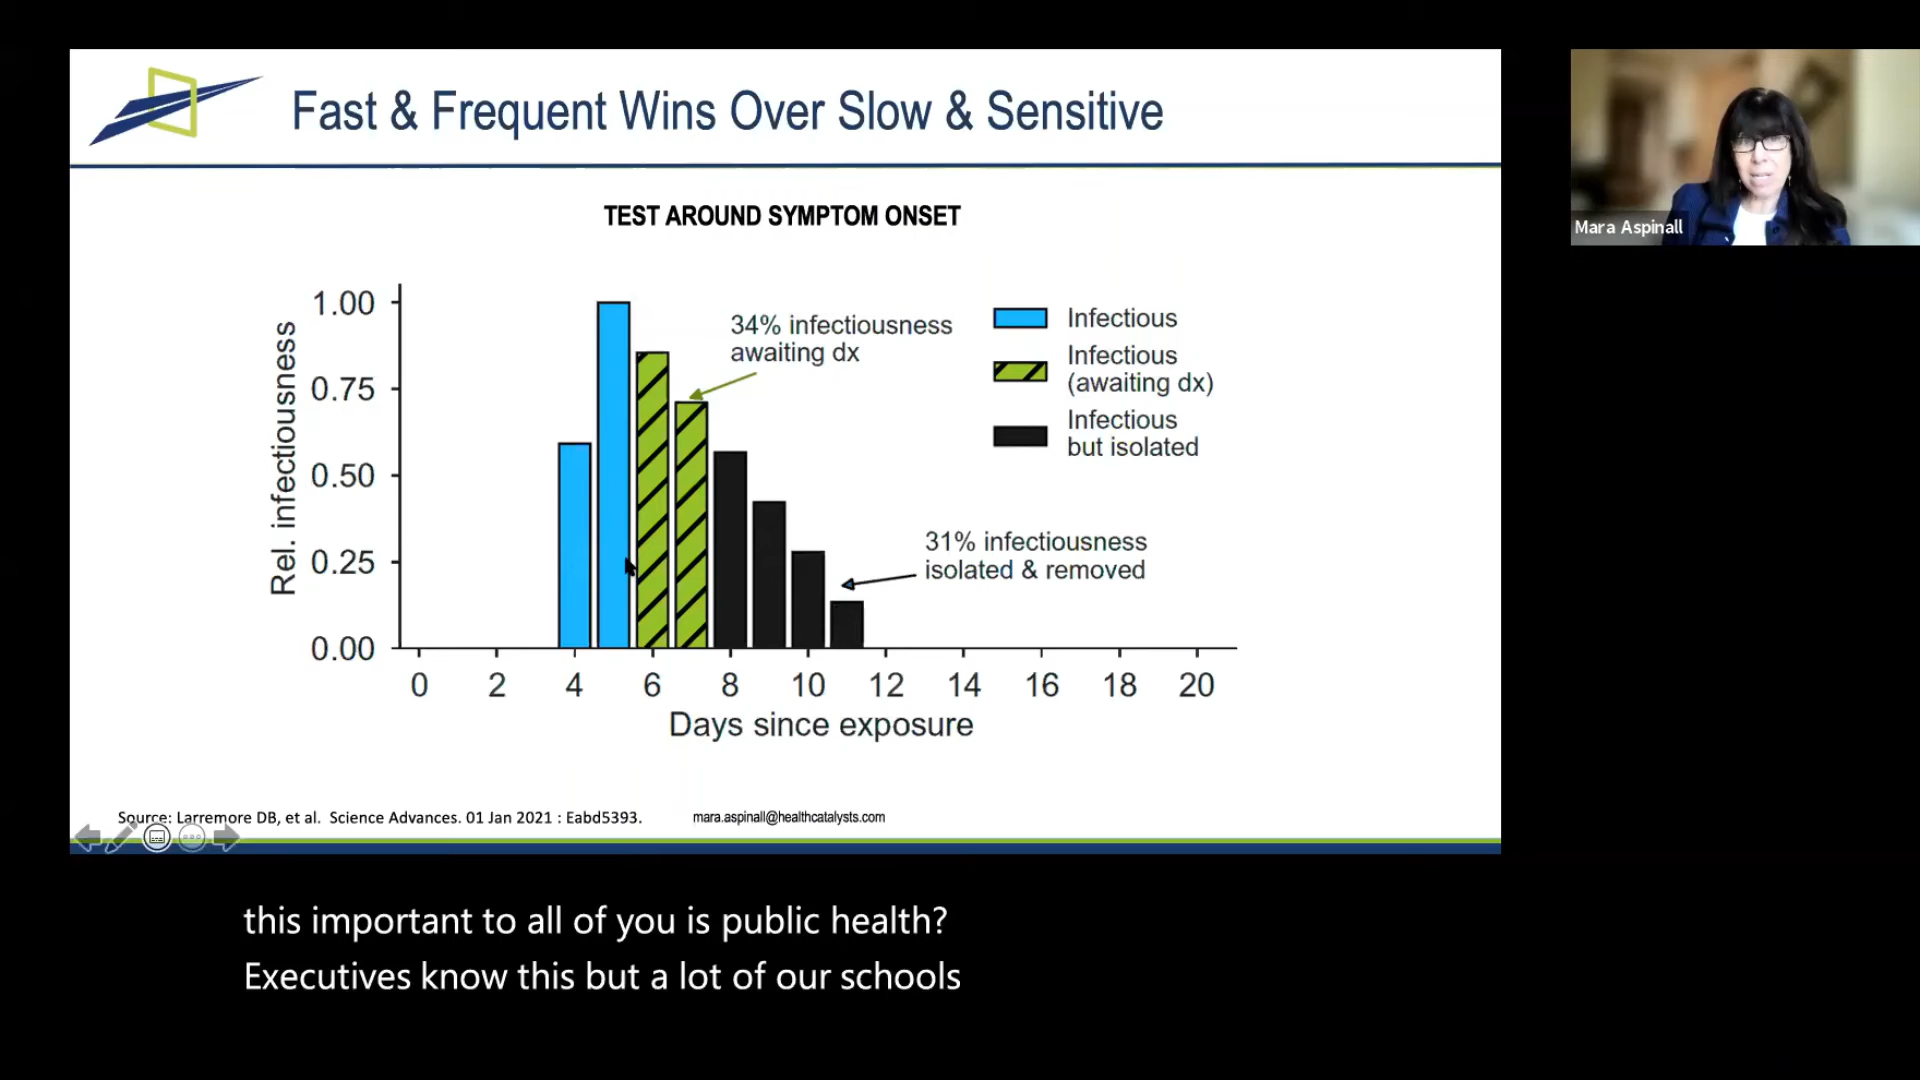 Fast & Frequent Wins Over Slow & Sensitive
Mara Aspinall
TEST AROUND SYMPTOM ONSET
Rel. infectiousness
1.00
0.75
0.50
0.25
0.00
34% infectiousness
awaiting dx
Infectious
Infectious
(awaiting dx)
Infectious
but isolated
31% infectiousness
isolated & removed
0 2 4 6 8 10 12 14 16 18 20
Days since exposure
Source: Larremore DB, et al. Science Advances. 01 Jan 2021 : Eabd5393.
mara.aspinall@healthcatalysts.com
this important to all of you is public health?
Executives know this but a lot of our schools